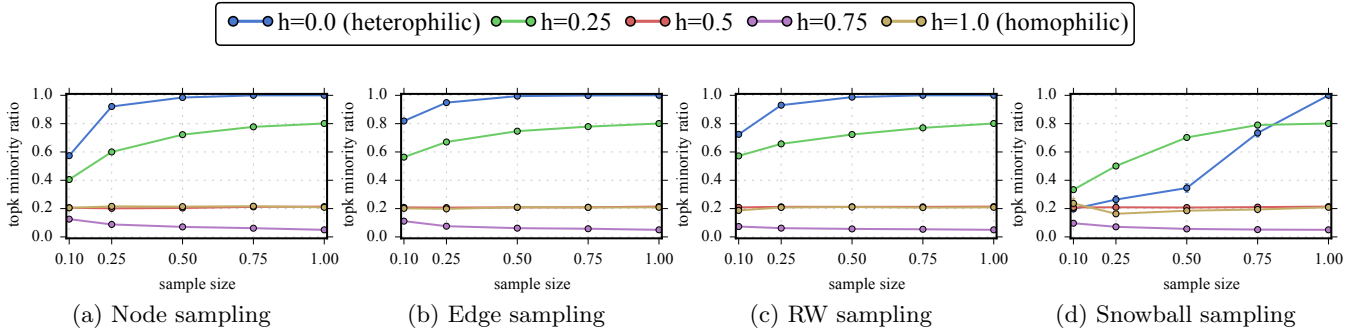 h=0.0 (heterophilic) h=0.25 h=0.5 h=0.75 h=1.0 (homophilic)
topk minority ratio
1.0
0.8
0.6
0.4
0.2
0.0
0.10 0.25 0.50 0.75 1.00
sample size
(a) Node sampling
topk minority ratio
1.0
0.8
0.6
0.4
0.2
0.0
0.10 0.25 0.50 0.75 1.00
sample size
(b) Edge sampling
topk minority ratio
1.0
0.8
0.6
0.4
0.2
0.0
0.10 0.25 0.50 0.75 1.00
sample size
(c) RW sampling
topk minority ratio
1.0
0.8
0.6
0.4
0.2
0.0
0.10 0.25 0.50 0.75 1.00
sample size
(d) Snowball sampling